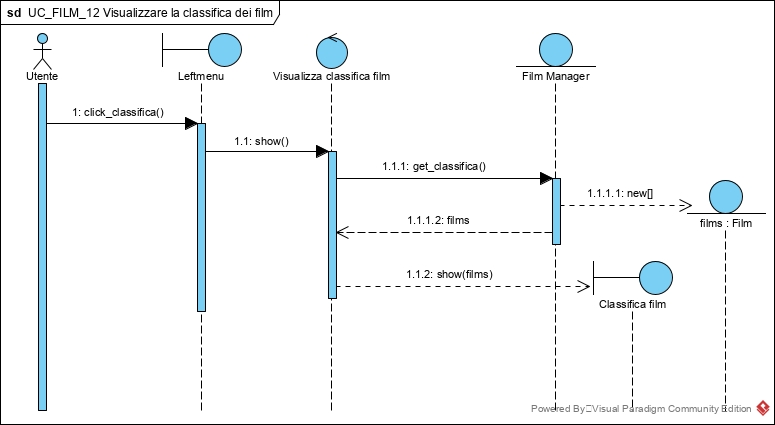 sd UC_FILM_12 Visualizzare la classifica dei film
Utente
Leftmenu
Visualizza classifica film
Film Manager
1: click_classifica()
1.1: show()
1.1.1: get_classifica()
1.1.1.1: new[]
1.1.1.2: films
films : Film
1.1.2: show(films)
Classifica film
Powered By Visual Paradigm Community Edition